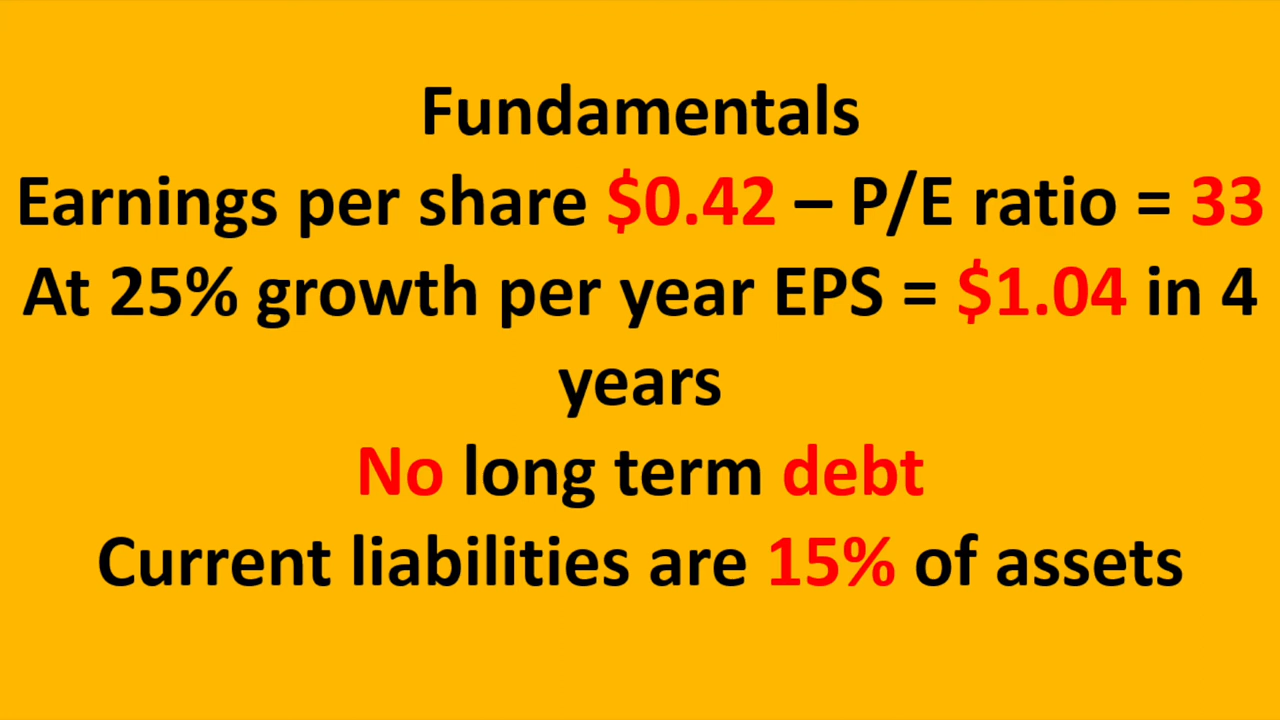 Fundamentals
Earnings per share $0.42 – P/E ratio = 33
At 25% growth per year EPS = $1.04 in 4
years
No long term debt
Current liabilities are 15% of assets